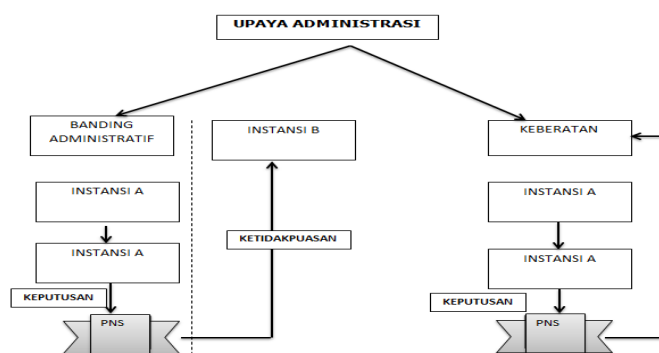 UPAYA ADMINISTRASI
BANDING
ADMINISTRATIF
INSTANSI B
KEBERATAN
INSTANSI A
INSTANSI A
INSTANSI A
INSTANSI A
KETIDAKPUASAN
KEPUTUSAN
KEPUTUSAN
PNS
PNS